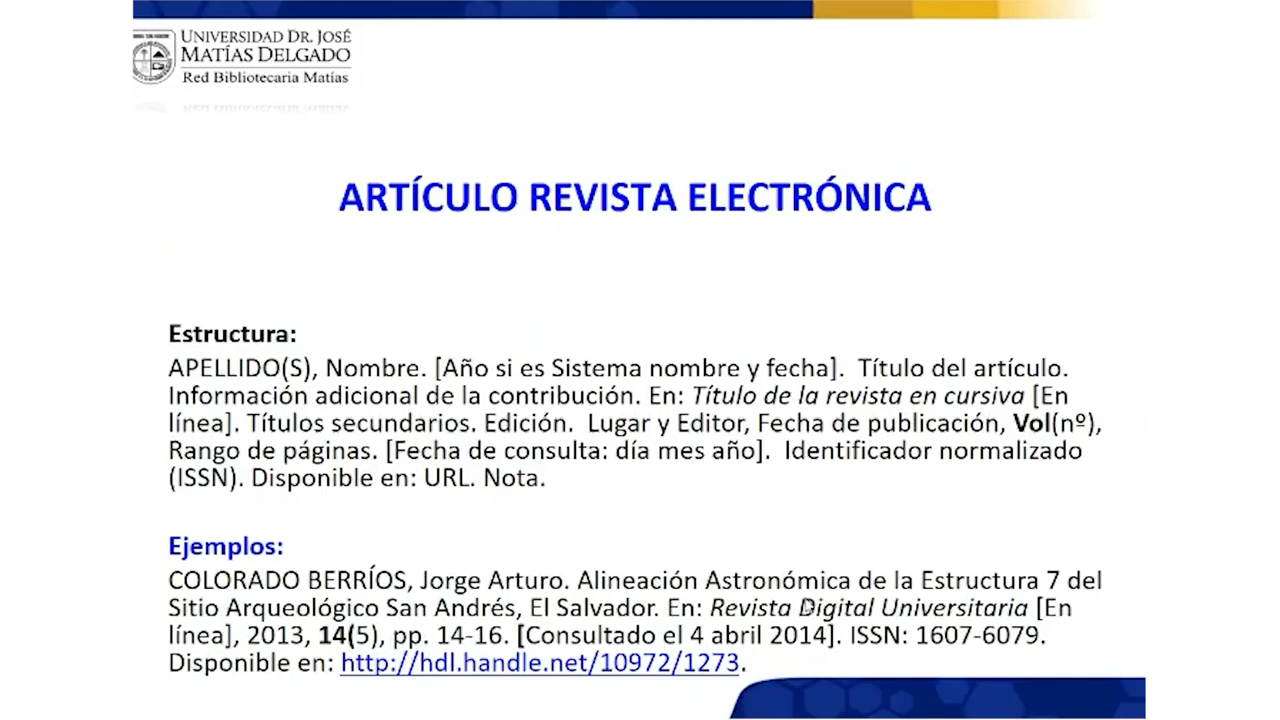 UNIVERSIDAD DR. JOSÉ
MATÍAS DELGADO
Red Bibliotecaria Matías
ARTÍCULO REVISTA ELECTRÓNICA
Estructura:
APELLIDO(S), Nombre. [Año si es Sistema nombre y fecha]. Título del artículo.
Información adicional de la contribución. En: Título de la revista en cursiva [En
línea]. Títulos secundarios. Edición. Lugar y Editor, Fecha de publicación, Vol(nº),
Rango de páginas. [Fecha de consulta: día mes año]. Identificador normalizado
(ISSN). Disponible en: URL. Nota.
Ejemplos:
COLORADO BERRÍOS, Jorge Arturo. Alineación Astronómica de la Estructura 7 del
Sitio Arqueológico San Andrés, El Salvador. En: Revista Digital Universitaria [En
línea], 2013, 14(5), pp. 14-16. [Consultado el 4 abril 2014]. ISSN: 1607-6079.
Disponible en: http://hdl.handle.net/10972/1273.